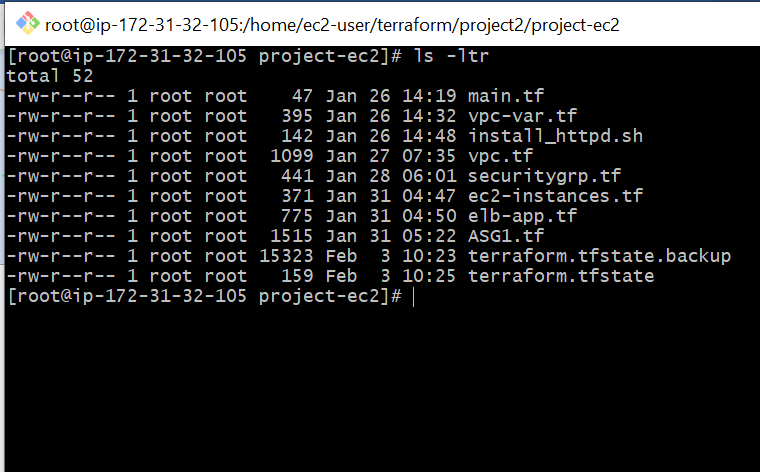 root@ip-172-31-32-105:/home/ec2-user/terraform/project2/project-ec2
[root@ip-172-31-32-105 project-ec2]# ls -ltr
total 52
-rw-r--r-- 1 root root    47 Jan 26 14:19 main.tf
-rw-r--r-- 1 root root   395 Jan 26 14:32 vpc-var.tf
-rw-r--r-- 1 root root   142 Jan 26 14:48 install_httpd.sh
-rw-r--r-- 1 root root  1099 Jan 27 07:35 vpc.tf
-rw-r--r-- 1 root root   441 Jan 28 06:01 securitygrp.tf
-rw-r--r-- 1 root root   371 Jan 31 04:47 ec2-instances.tf
-rw-r--r-- 1 root root   775 Jan 31 04:50 elb-app.tf
-rw-r--r-- 1 root root  1515 Jan 31 05:22 ASG1.tf
-rw-r--r-- 1 root root 15323 Feb  3 10:23 terraform.tfstate.backup
-rw-r--r-- 1 root root   159 Feb  3 10:25 terraform.tfstate
[root@ip-172-31-32-105 project-ec2]#